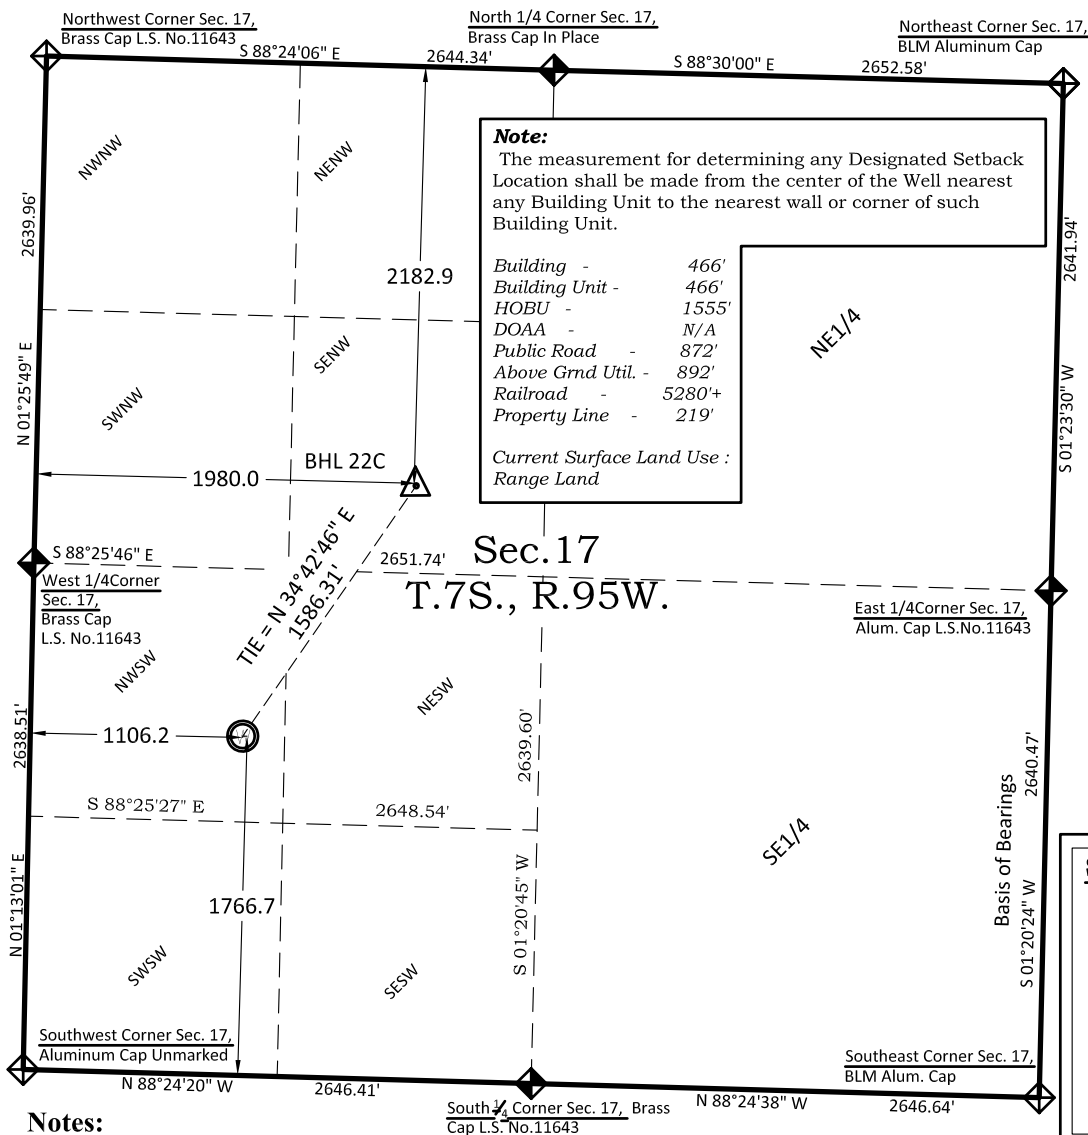 Northwest Corner Sec. 17,
Brass Cap L.S. No.11643
North 1/4 Corner Sec. 17,
Brass Cap In Place
Northeast Corner Sec. 17,
BLM Aluminum Cap
S 88°24'06" E
2644.34'
S 88°30'00" E
2652.58'
NWNW
NENW
2639.96'
N 01°25'49" E
2182.9
Note:
The measurement for determining any Designated Setback
Location shall be made from the center of the Well nearest
any Building Unit to the nearest wall or corner of such
Building Unit.
Building - 466'
Building Unit - 466'
HOBU - 1555'
DOAA - N/A
Public Road - 872'
Above Grnd Util. - 892'
Railroad - 5280'+
Property Line - 219'
Current Surface Land Use :
Range Land
2641.94'
S 01°23'30" W
NE1/4
SENW
SWNW
BHL 22C
1980.0
TIE = N 34°42'46" E
1586.31'
S 88°25'46" E
2651.74'
Sec.17
T.7S., R.95W.
West 1/4Corner
Sec. 17,
Brass Cap
L.S. No.11643
East 1/4Corner Sec. 17,
Alum. Cap L.S.No.11643
NWSW
NESW
2638.51'
N 01°13'01" E
1106.2
2639.60'
S 01°20'45" W
2640.47'
Basis of Bearings
S 01°20'24" W
S 88°25'27" E
2648.54'
SE1/4
1766.7
SWSW
SESW
Southwest Corner Sec. 17,
Aluminum Cap Unmarked
Southeast Corner Sec. 17,
BLM Alum. Cap
N 88°24'20" W
2646.41'
South 1/4 Corner Sec. 17, Brass
Cap L.S. No.11643
N 88°24'38" W
2646.64'
Notes: